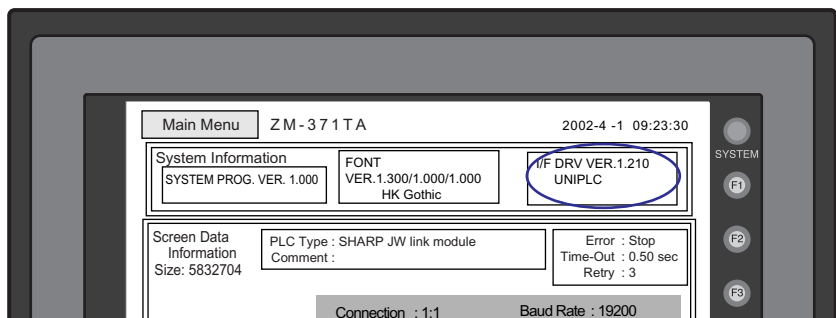 Main Menu ZM-371TA 2002-4 -1 09:23:30
SYSTEM
System Information
SYSTEM PROG. VER. 1.000
FONT
VER.1.300/1.000/1.000
HK Gothic
I/F DRV VER.1.210
UNIPLC
F1
Screen Data
Information
Size: 5832704
PLC Type : SHARP JW link module
Comment :
Error : Stop
Time-Out : 0.50 sec
Retry : 3
F2
F3
Connection : 1:1 Baud Rate : 19200